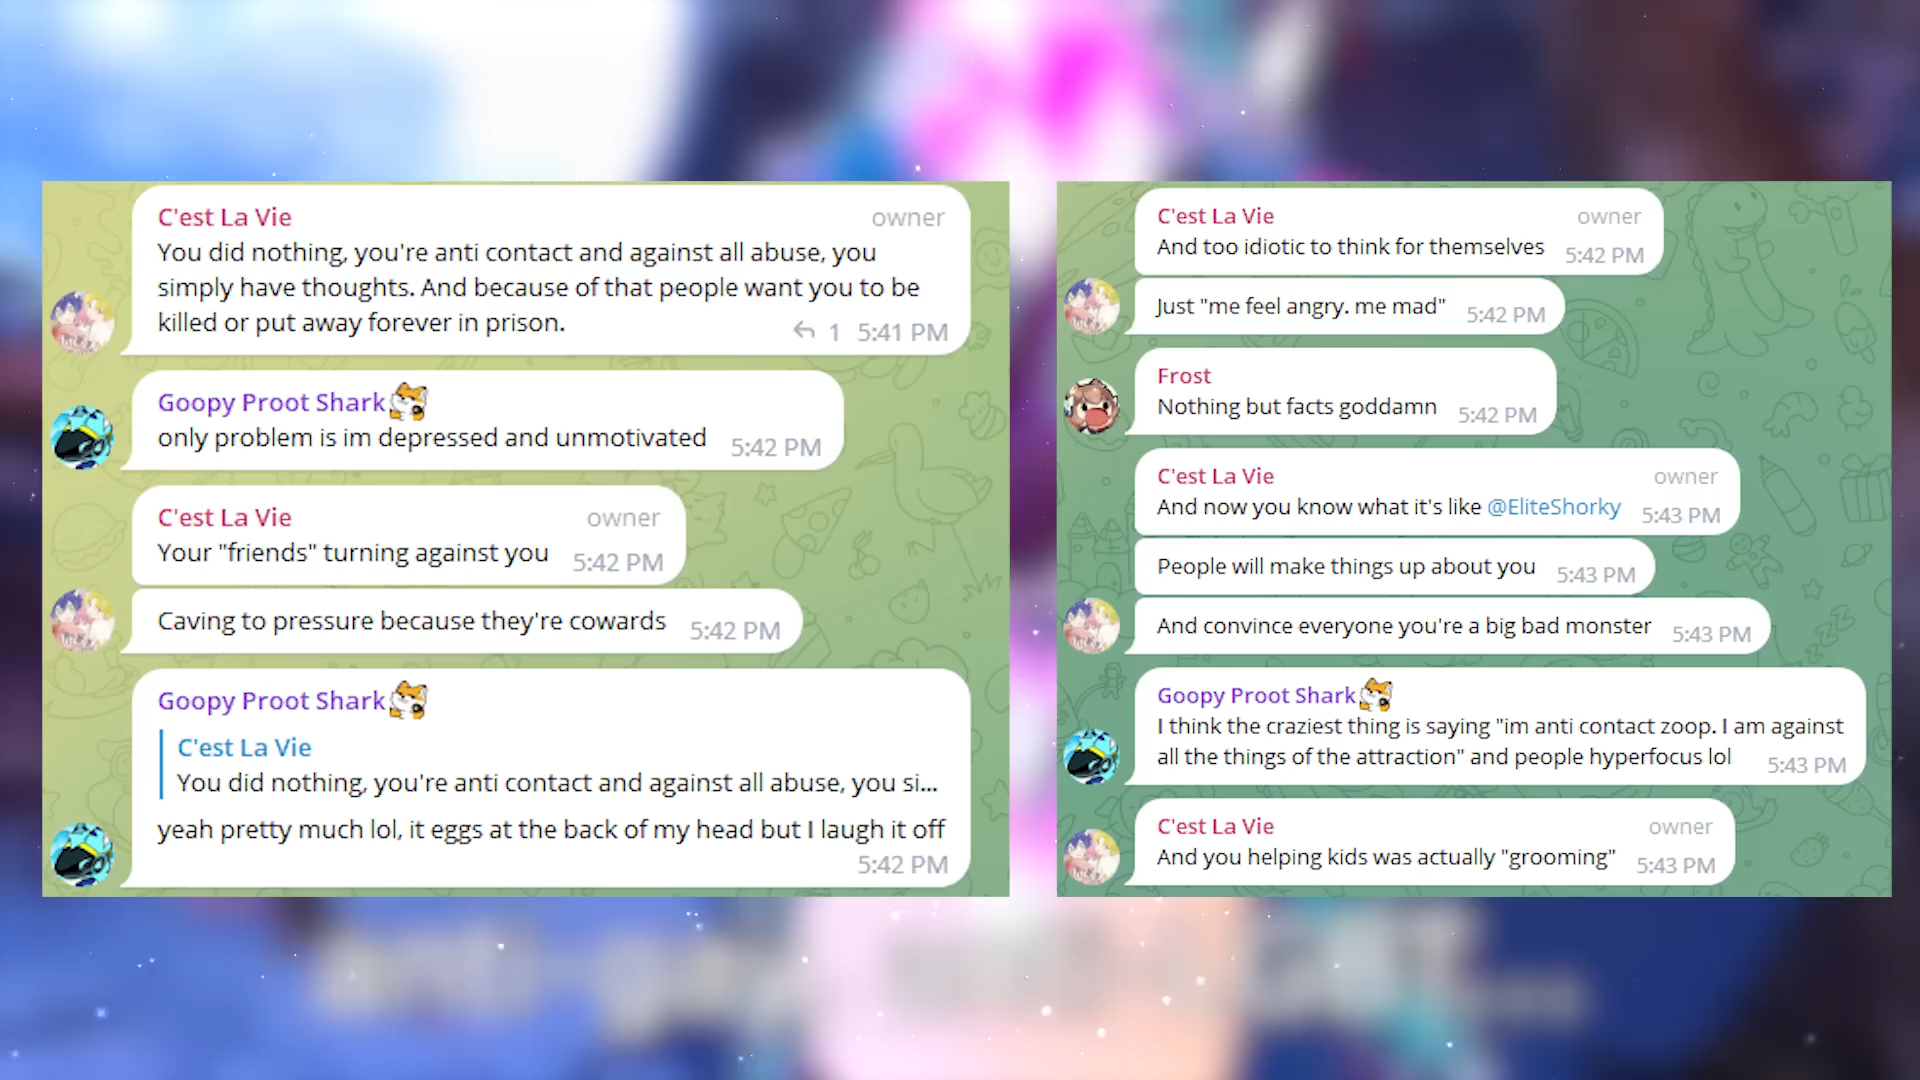 C'est La Vie owner
You did nothing, you're anti contact and against all abuse, you
simply have thoughts. And because of that people want you to be
killed or put away forever in prison.
1 5:41 PM
Goopy Proot Shark
only problem is im depressed and unmotivated 5:42 PM
C'est La Vie owner
Your "friends" turning against you 5:42 PM
Caving to pressure because they're cowards 5:42 PM
Goopy Proot Shark
C'est La Vie
You did nothing, you're anti contact and against all abuse, you si...
yeah pretty much lol, it eggs at the back of my head but I laugh it off
5:42 PM
C'est La Vie owner
And too idiotic to think for themselves 5:42 PM
Just "me feel angry. me mad" 5:42 PM
Frost
Nothing but facts goddamn 5:42 PM
C'est La Vie owner
And now you know what it's like @EliteShorky 5:43 PM
People will make things up about you 5:43 PM
And convince everyone you're a big bad monster 5:43 PM
Goopy Proot Shark
I think the craziest thing is saying "im anti contact zoop. I am against
all the things of the attraction" and people hyperfocus lol 5:43 PM
C'est La Vie owner
And you helping kids was actually "grooming" 5:43 PM